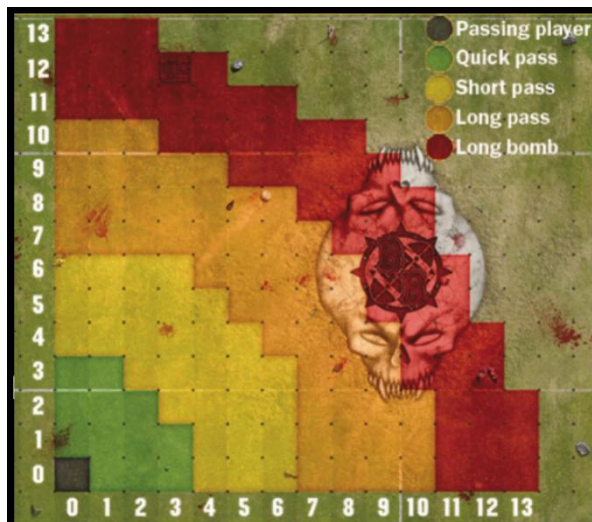 13
Passing player
12
Quick pass
11
Short pass
10
Long pass
9
Long bomb
8
7
6
5
4
3
2
1
0
0 1 2 3 4 5 6 7 8 9 10 11 12 13